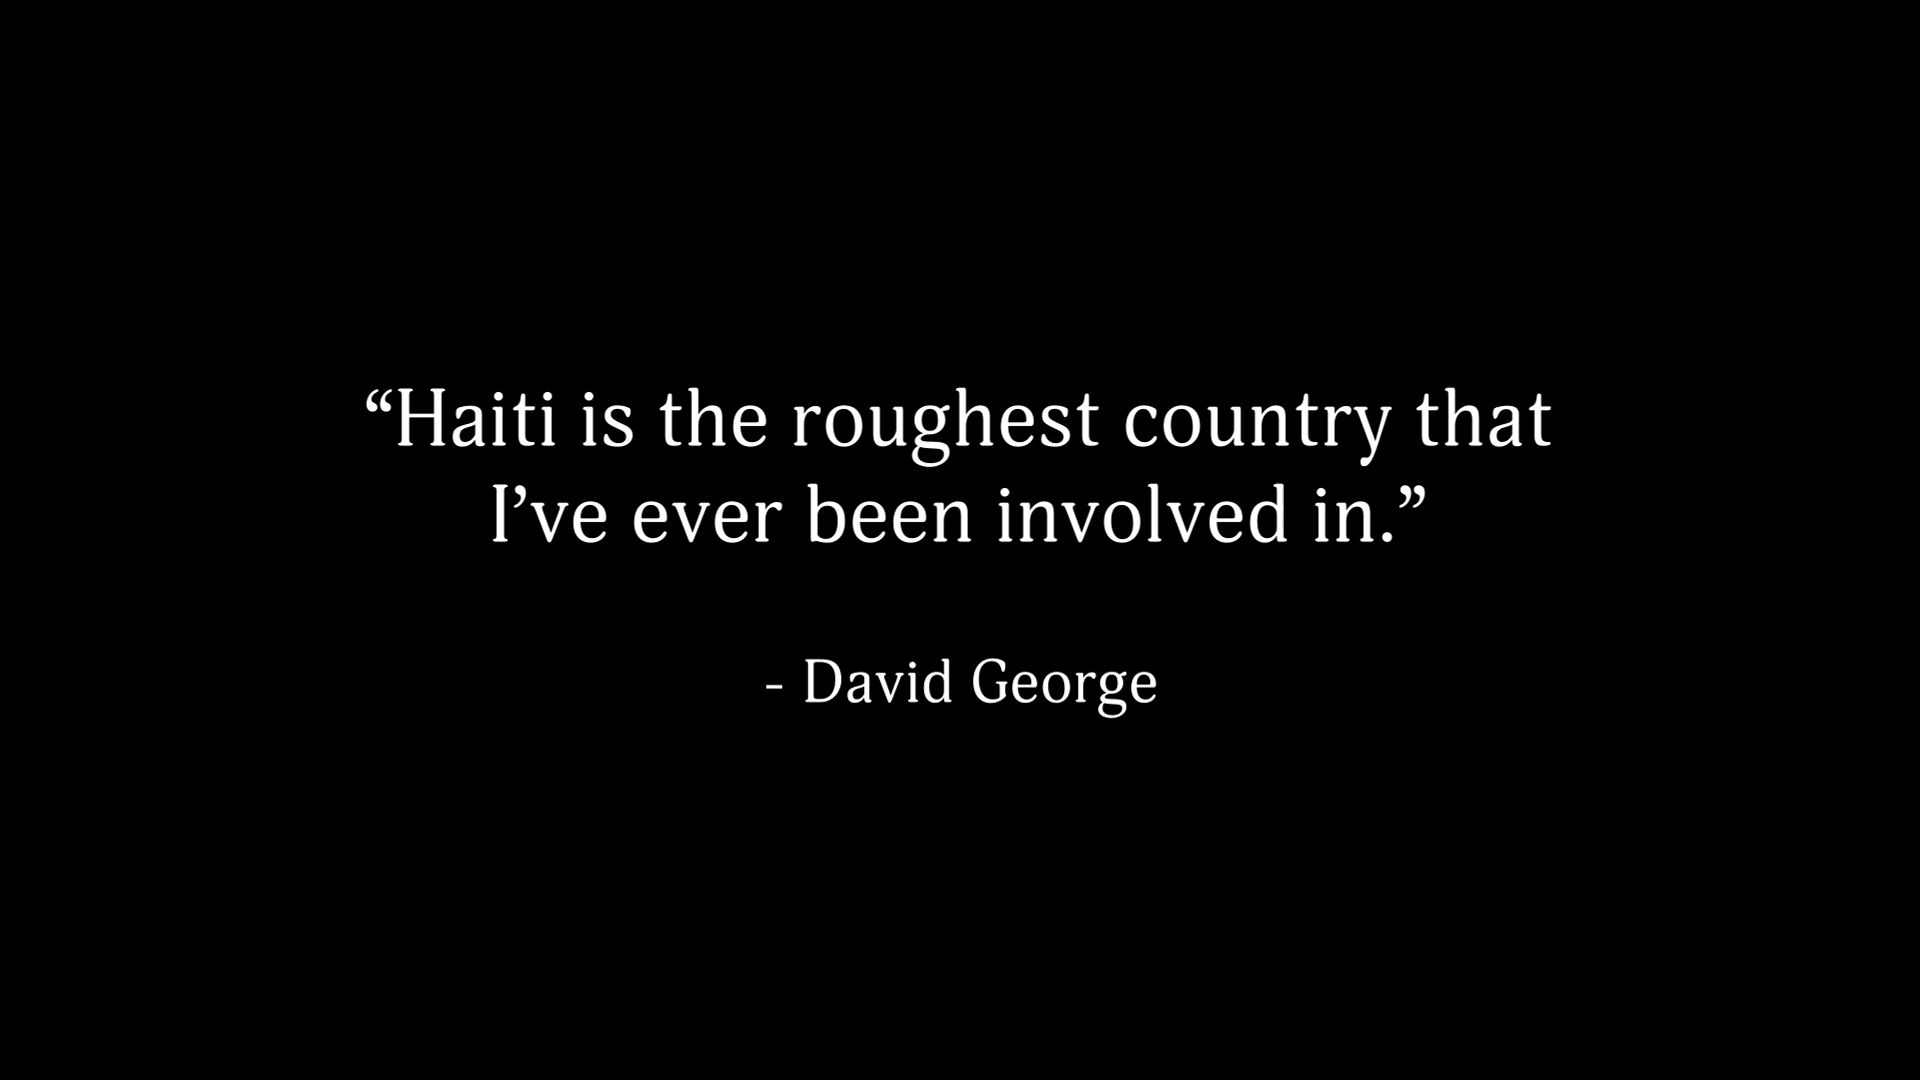 “Haiti is the roughest country that
I’ve ever been involved in.”
- David George